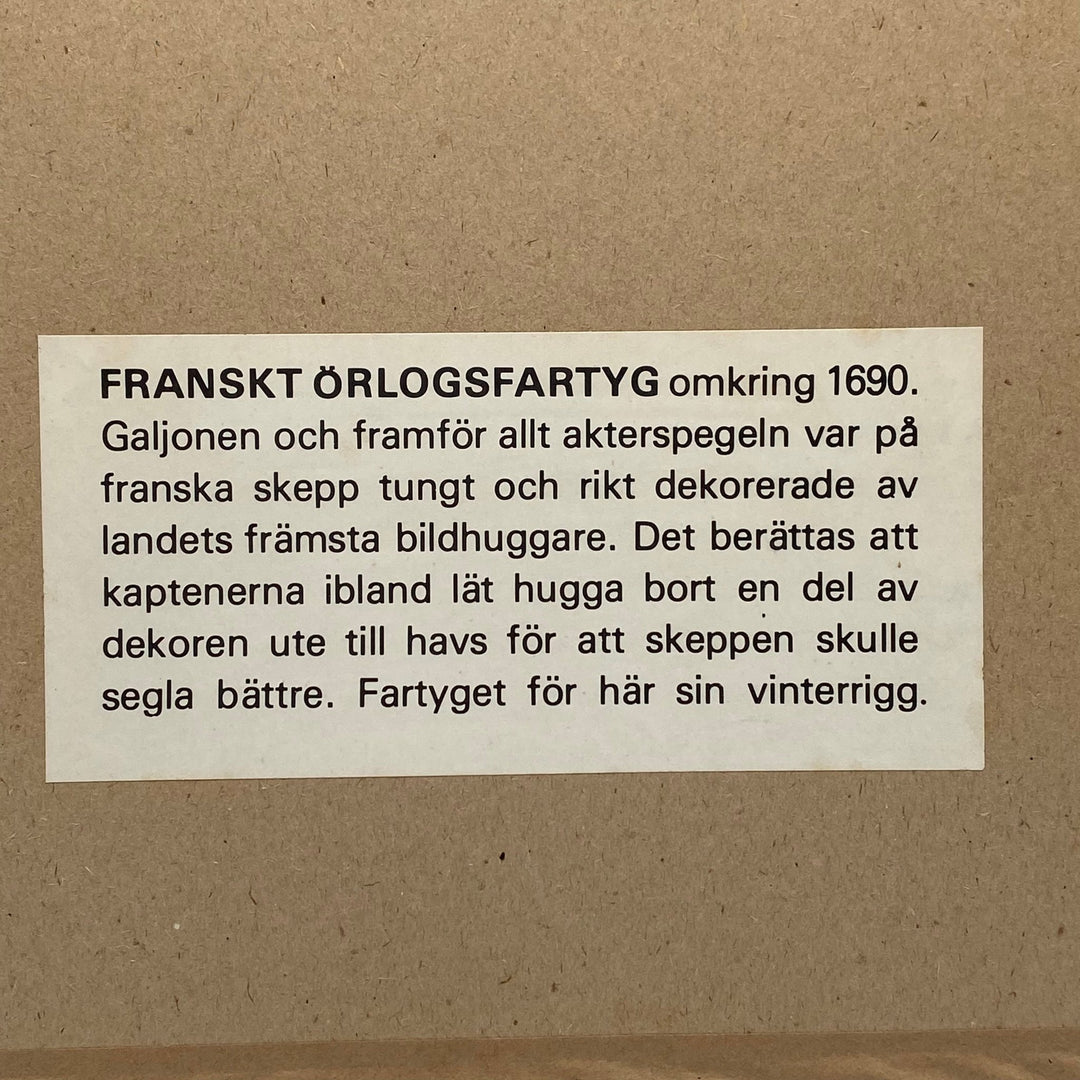 FRANSKT ÖRLOGSFARTYG omkring 1690.
Galjonen och framför allt akterspegeln var på
franska skepp tungt och rikt dekorerade av
landets främsta bildhuggare. Det berättas att
kaptenerna ibland lät hugga bort en del av
dekoren ute till havs för att skeppen skulle
segla bättre. Fartyget för här sin vinterrigg.